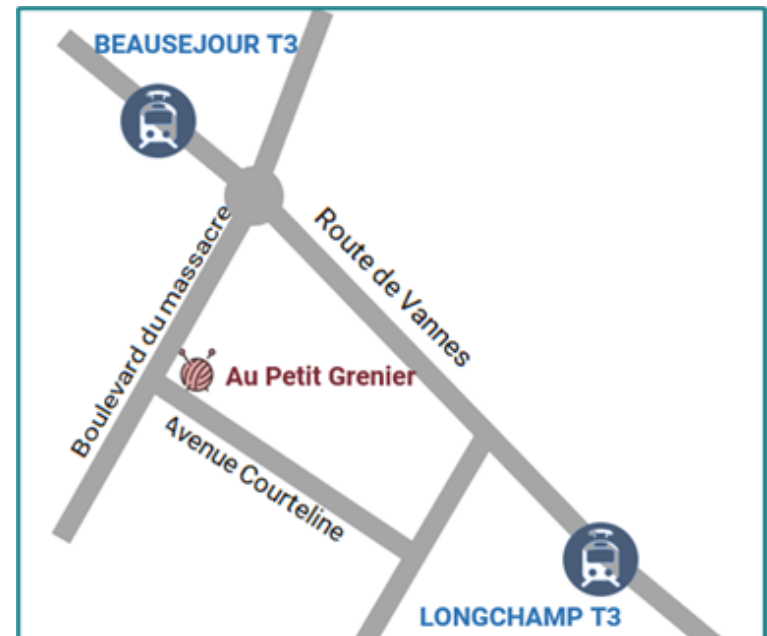 BEAUSEJOUR T3
Route de Vannes
Boulevard du massacre
Au Petit Grenier
Avenue Courteline
LONGCHAMP T3